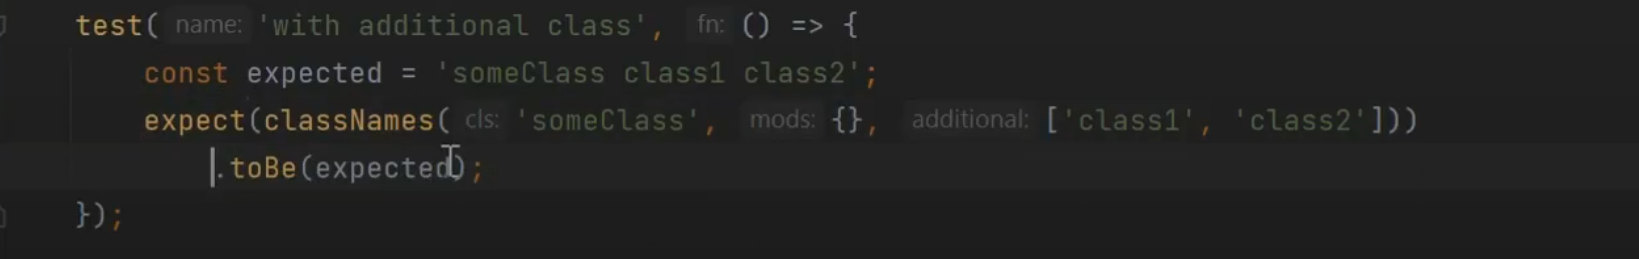 test( name: 'with additional class', fn: () => {
const expected = 'someClass class1 class2';
expect(classNames( cls: 'someClass', mods: {}, additional: ['class1', 'class2']))
.toBe(expected);
});